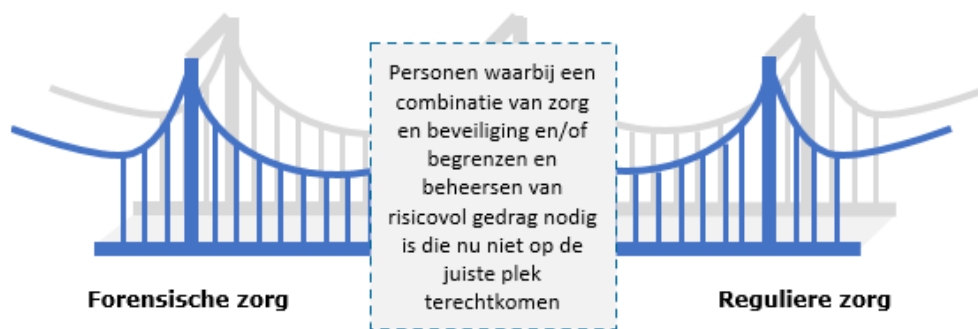 Personen waarbij een
combinatie van zorg
en beveiliging en/of
begrenzen en
beheersen van
risicovol gedrag nodig
is die nu niet op de
juiste plek
terechtkomen
Forensische zorg
Reguliere zorg